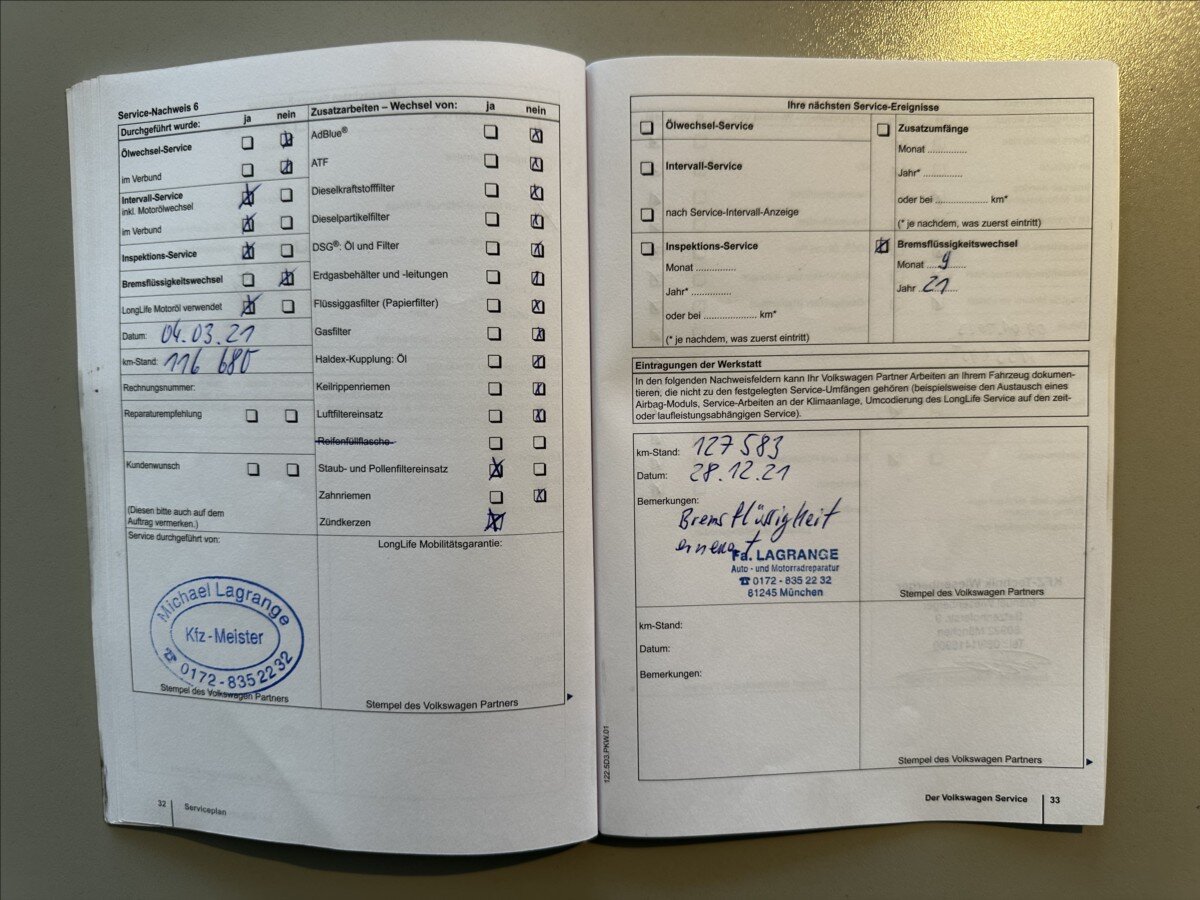 Service-Nachweis 6
Durchgeführt wurde: ja nein
Ölwechsel-Service
im Verbund
Intervall-Service
inkl. Motorölwechsel
im Verbund
Inspektions-Service
Bremsflüssigkeitswechsel
LongLife Motoröl verwendet
Datum: 04.03.21
km-Stand: 116 680
Rechnungsnummer:
Reparaturempfehlung
Kundenwunsch
(Diesen bitte auch auf dem
Auftrag vermerken.)
Service durchgeführt von:
Michael Lagrange
Kfz-Meister
☎ 0172-8352232
Stempel des Volkswagen Partners
Zusatzarbeiten – Wechsel von: ja nein
AdBlue®
ATF
Dieselkraftstofffilter
Dieselpartikelfilter
DSG®: Öl und Filter
Erdgasbehälter und -leitungen
Flüssiggasfilter (Papierfilter)
Gasfilter
Haldex-Kupplung: Öl
Keilrippenriemen
Luftfiltereinsatz
Reifenfüllflasche
Staub- und Pollenfiltereinsatz
Zahnriemen
Zündkerzen
LongLife Mobilitätsgarantie:
Stempel des Volkswagen Partners
32 Serviceplan
Ihre nächsten Service-Ereignisse
Ölwechsel-Service
Intervall-Service
nach Service-Intervall-Anzeige
Inspektions-Service
Monat ..............
Jahr* ..............
oder bei .................... km*
(* je nachdem, was zuerst eintritt)
Zusatzumfänge
Monat ..............
Jahr* ..............
oder bei .................... km*
(* je nachdem, was zuerst eintritt)
Bremsflüssigkeitswechsel
Monat 9
Jahr 21
Eintragungen der Werkstatt
In den folgenden Nachweisfeldern kann Ihr Volkswagen Partner Arbeiten an Ihrem Fahrzeug dokumen-
tieren, die nicht zu den festgelegten Service-Umfängen gehören (beispielsweise den Austausch eines
Airbag-Moduls, Service-Arbeiten an der Klimaanlage, Umcodierung des LongLife Service auf den zeit-
oder laufleistungsabhängigen Service).
km-Stand: 127 583
Datum: 28.12.21
Bemerkungen:
Bremsflüssigkeit
erneuert
Fa. LAGRANGE
Auto - und Motorradreparatur
☎ 0172 - 835 22 32
81245 München
Stempel des Volkswagen Partners
km-Stand:
Datum:
Bemerkungen:
Stempel des Volkswagen Partners
122.5D3.PKW.01
Der Volkswagen Service 33